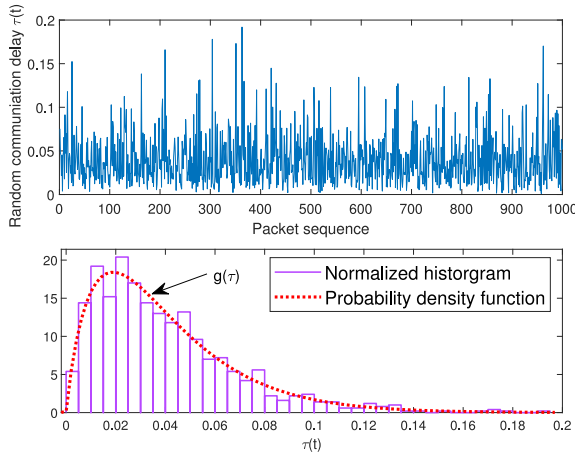 Random communiation delay τ(t)
0.2
0.15
0.1
0.05
0
0 100 200 300 400 500 600 700 800 900 1000
Packet sequence
20
15
10
5
0
g(τ)
Normalized historgram
Probability density function
0 0.02 0.04 0.06 0.08 0.1 0.12 0.14 0.16 0.18 0.2
τ(t)